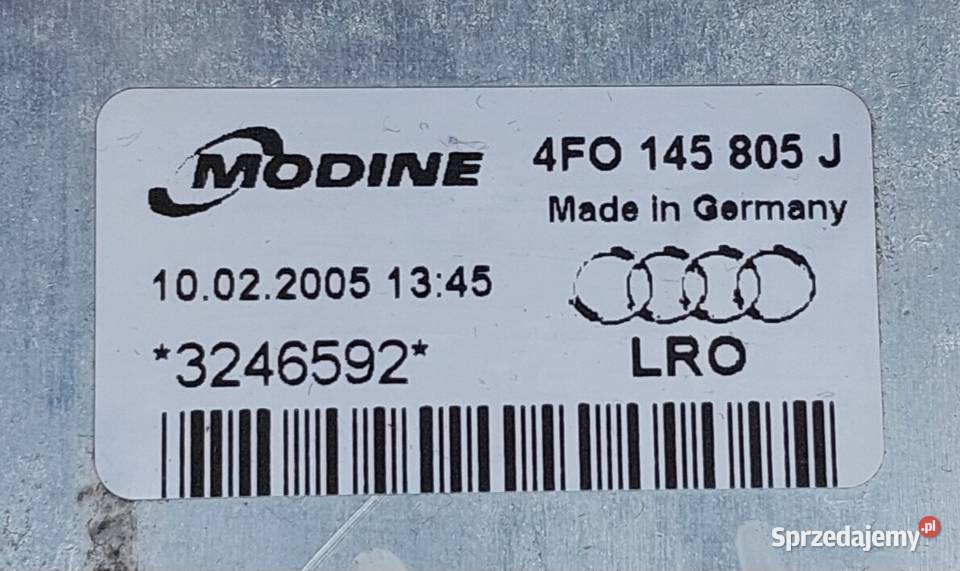 MODINE
4FO 145 805 J
Made in Germany
10.02.2005 13:45
*3246592*
LRO
Sprzedajemy.pl